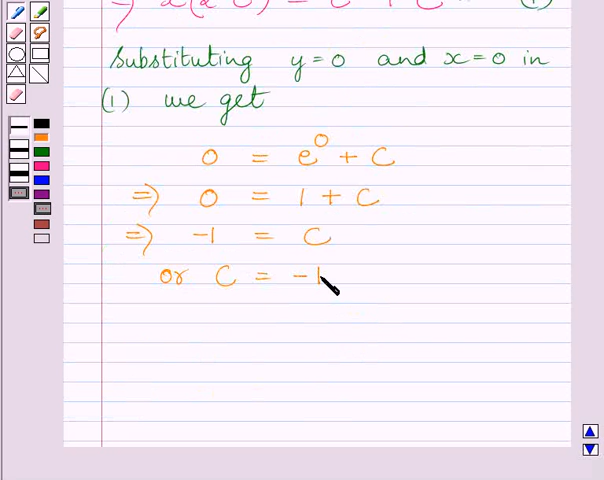 Substituting y=0 and x=0 in
(1) we get
0 = e⁰ + C
⇒ 0 = 1 + C
⇒ -1 = C
or C = -1